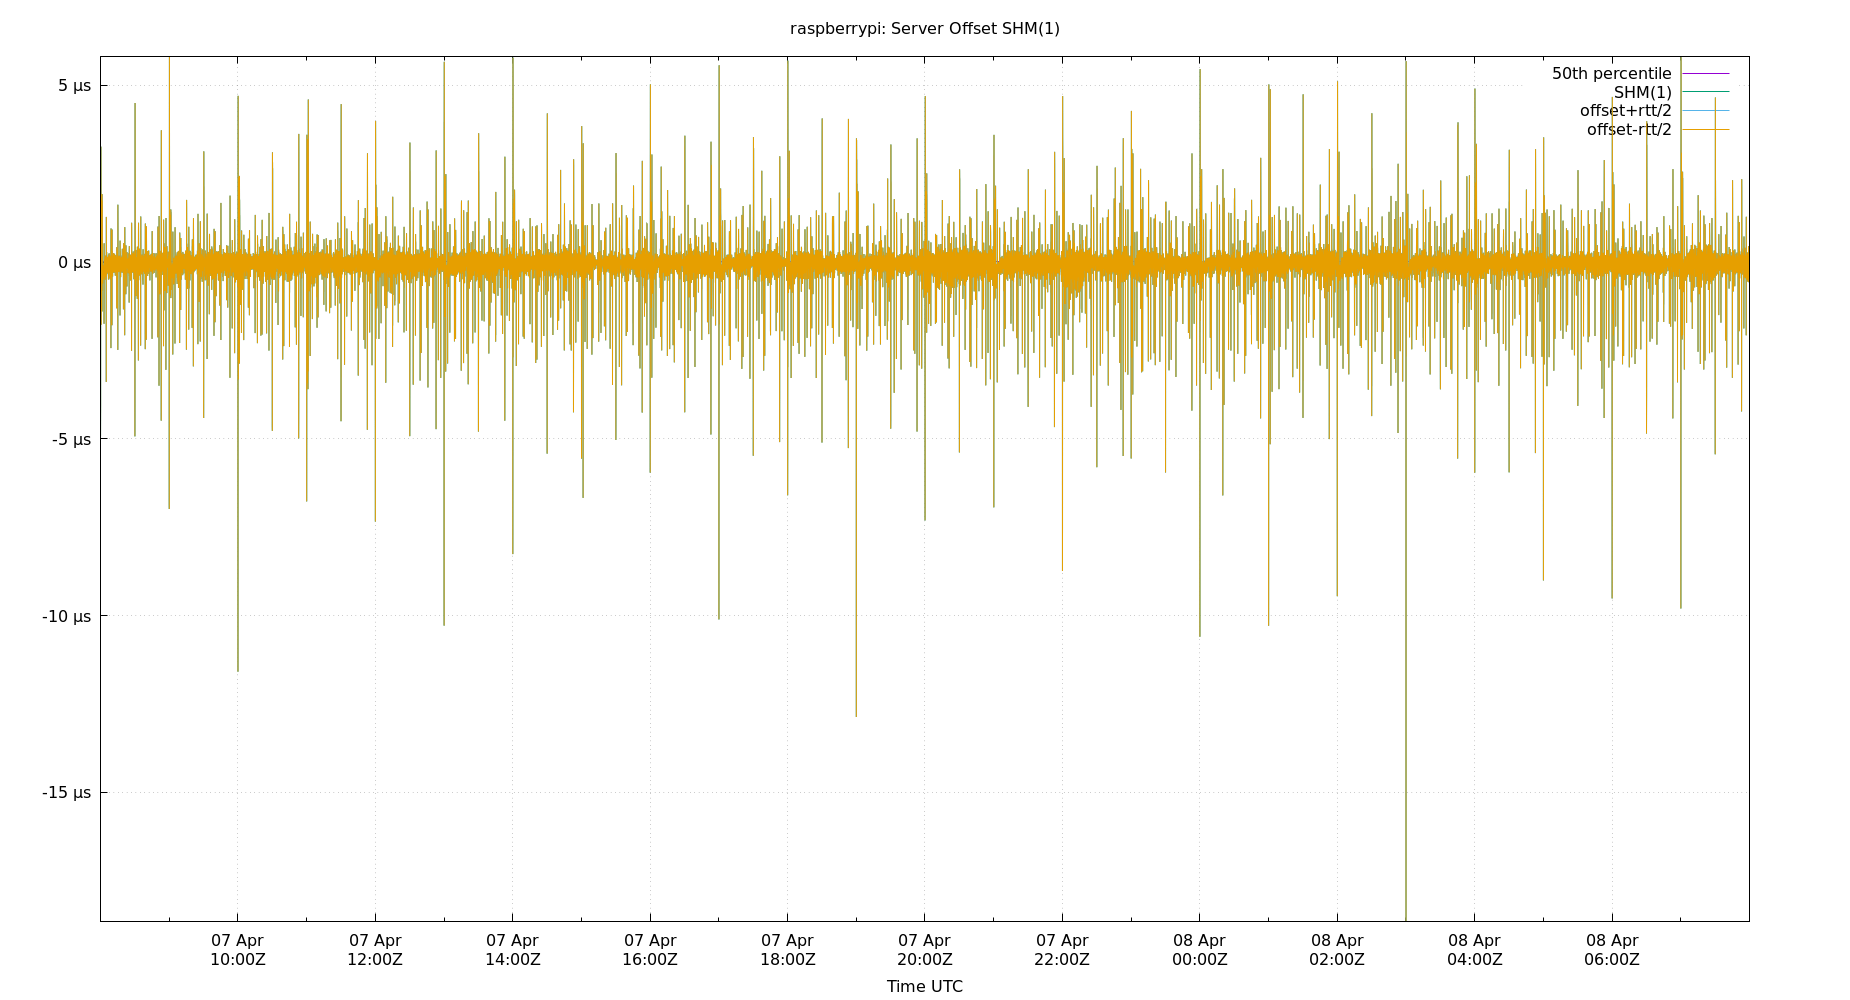 raspberrypi: Server Offset SHM(1)
5 µs
0 µs
-5 µs
-10 µs
-15 µs
50th percentile
SHM(1)
offset+rtt/2
offset-rtt/2
07 Apr 07 Apr 07 Apr 07 Apr 07 Apr 07 Apr 07 Apr 08 Apr 08 Apr 08 Apr 08 Apr
10:00Z 12:00Z 14:00Z 16:00Z 18:00Z 20:00Z 22:00Z 00:00Z 02:00Z 04:00Z 06:00Z
Time UTC